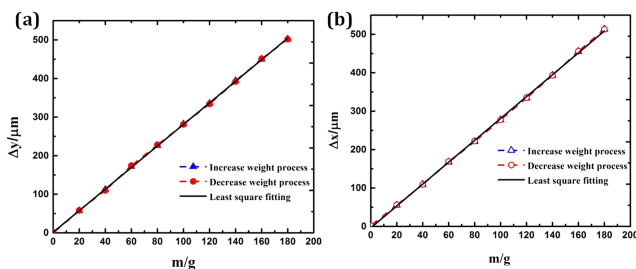 (a)
500
400
300
200
100
0
0 20 40 60 80 100 120 140 160 180 200
Δy/μm
m/g
Increase weight process
Decrease weight process
Least square fitting
(b)
500
400
300
200
100
0
0 20 40 60 80 100 120 140 160 180 200
Δx/μm
m/g
Increase weight process
Decrease weight process
Least square fitting